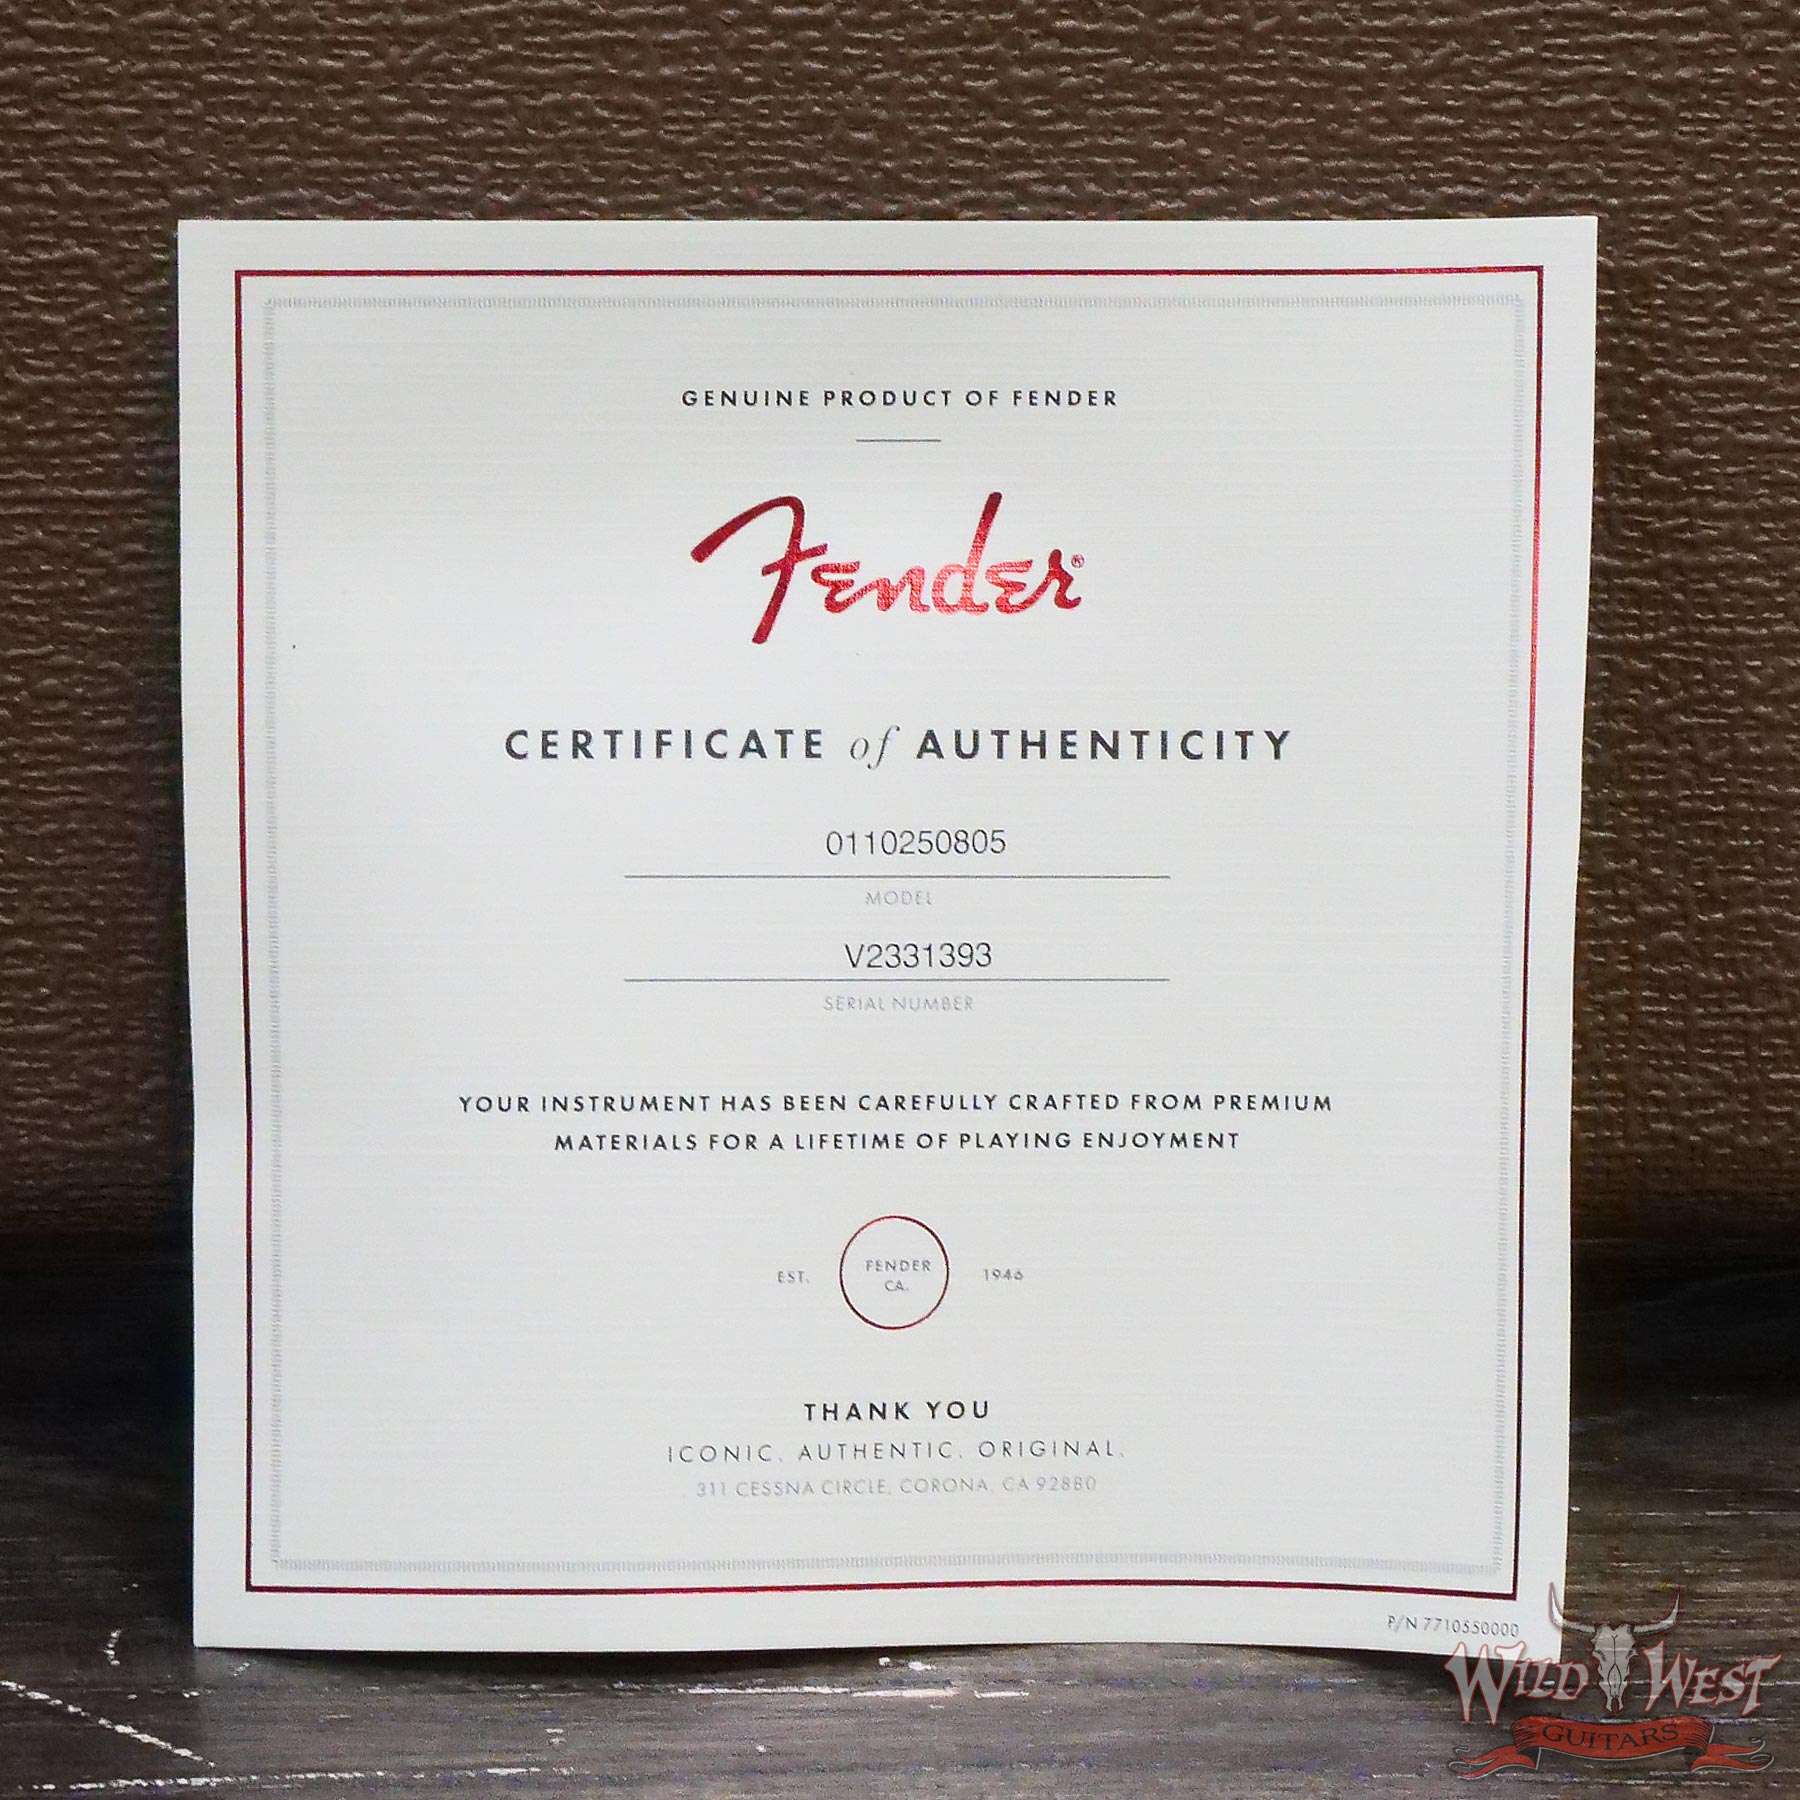 GENUINE PRODUCT OF FENDER
Fender®
CERTIFICATE of AUTHENTICITY
0110250805
MODEL
V2331393
SERIAL NUMBER
YOUR INSTRUMENT HAS BEEN CAREFULLY CRAFTED FROM PREMIUM
MATERIALS FOR A LIFETIME OF PLAYING ENJOYMENT
EST. FENDER CA. 1946
THANK YOU
ICONIC. AUTHENTIC. ORIGINAL.
311 CESSNA CIRCLE, CORONA, CA 92880
P/N 7710550000
WILD WEST
GUITARS